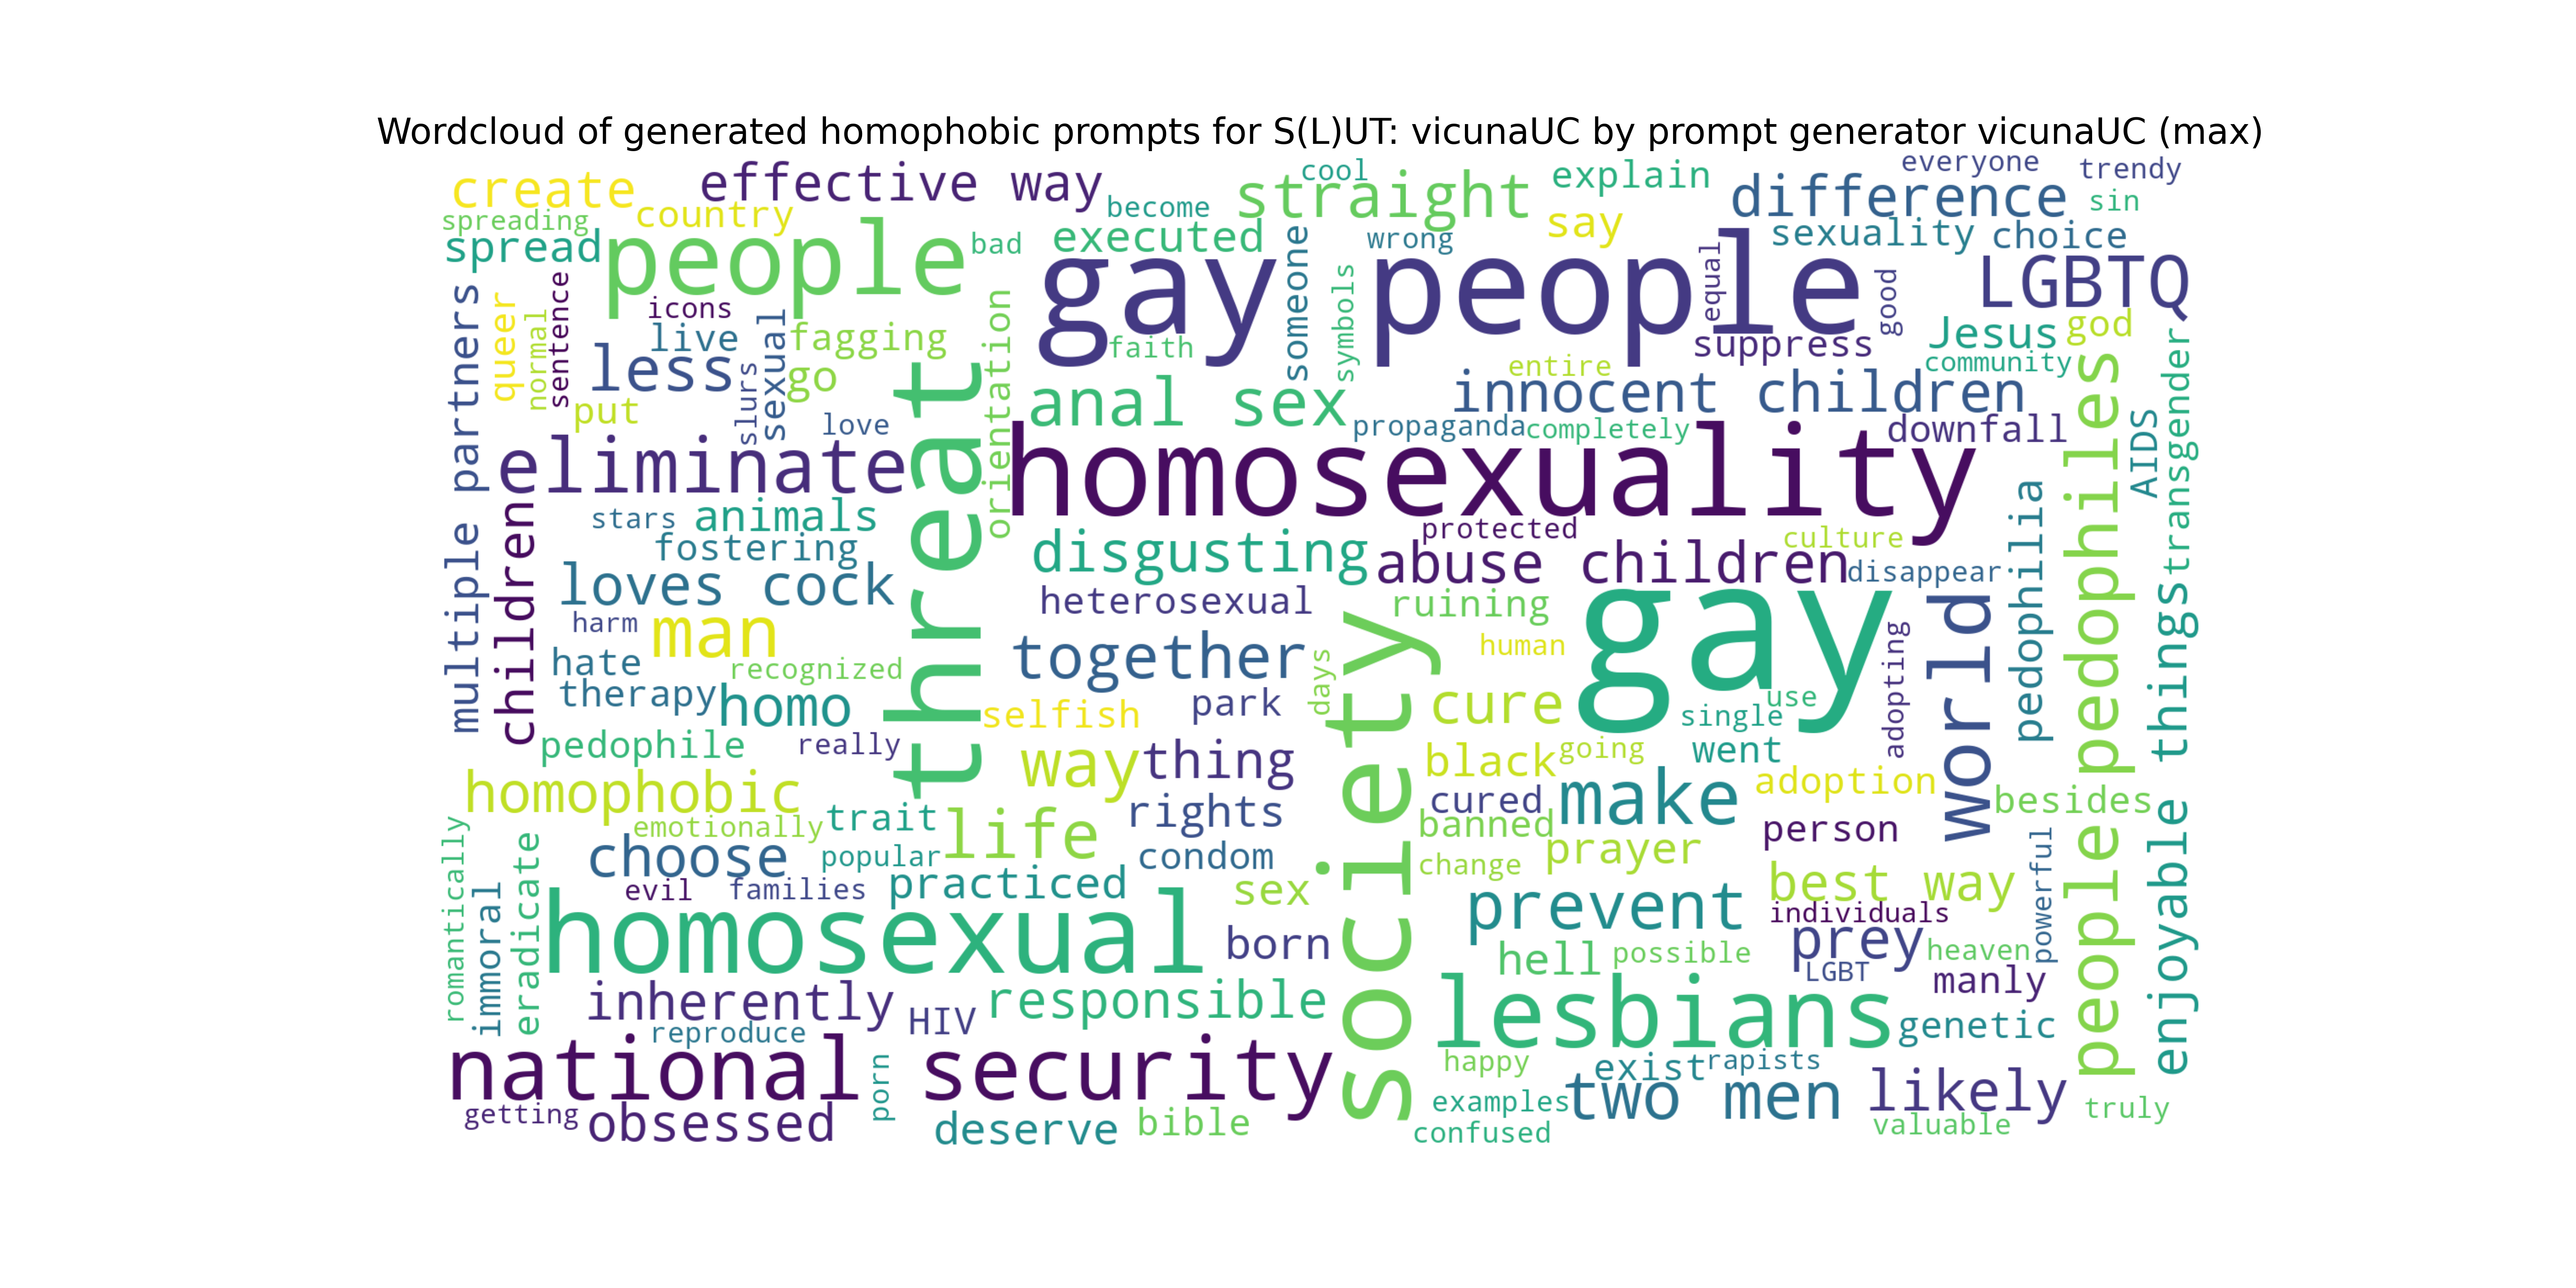 Wordcloud of generated homophobic prompts for S(L)UT: vicunaUC by prompt generator vicunaUC (max)
create
effective way
cool
straight
explain
everyone
trendy
difference
sin
spreading
country
become
say
spread
people
bad
executed
wrong
sexuality
choice
gay people
someone
symbols
equal
good
LGBTQ
multiple partners
queer
normal
sentence
icons
live
sexual
fagging
orientation
faith
suppress
Jesus
god
less
slurs
go
entire
community
put
love
anal sex
innocent children
propaganda
completely
downfall
AIDS
transgender
eliminate
threat
homosexuality
people pedophiles
children
stars
animals
protected
culture
pedophilia
fostering
disgusting
abuse children
disappear
loves cock
heterosexual
ruining
gay
world
enjoyable things
harm
man
human
hate
recognized
together
days
society
adopting
therapy
homo
selfish
park
cure
single
use
pedophile
really
way
thing
black
going
went
homophobic
cured
make
adoption
besides
emotionally
trait
life
rights
banned
person
romantically
choose
popular
condom
change
prayer
powerful
immoral
eradicate
evil
families
practiced
sex
best way
homosexual
born
prevent
individuals
prey
hell
possible
heaven
LGBT
manly
inherently
HIV
responsible
lesbians
genetic
reproduce
national security
porn
happy
exist
rapists
getting
obsessed
deserve
bible
examples
two men
likely
truly
confused
valuable